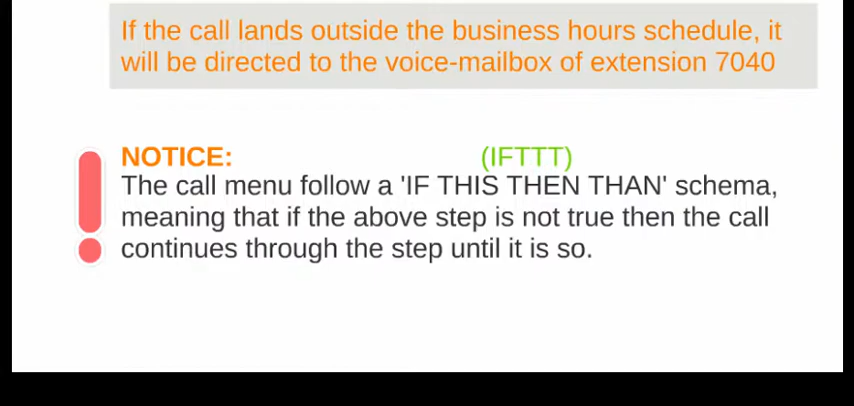 If the call lands outside the business hours schedule, it
will be directed to the voice-mailbox of extension 7040
NOTICE: (IFTTT)
The call menu follow a 'IF THIS THEN THAN' schema,
meaning that if the above step is not true then the call
continues through the step until it is so.